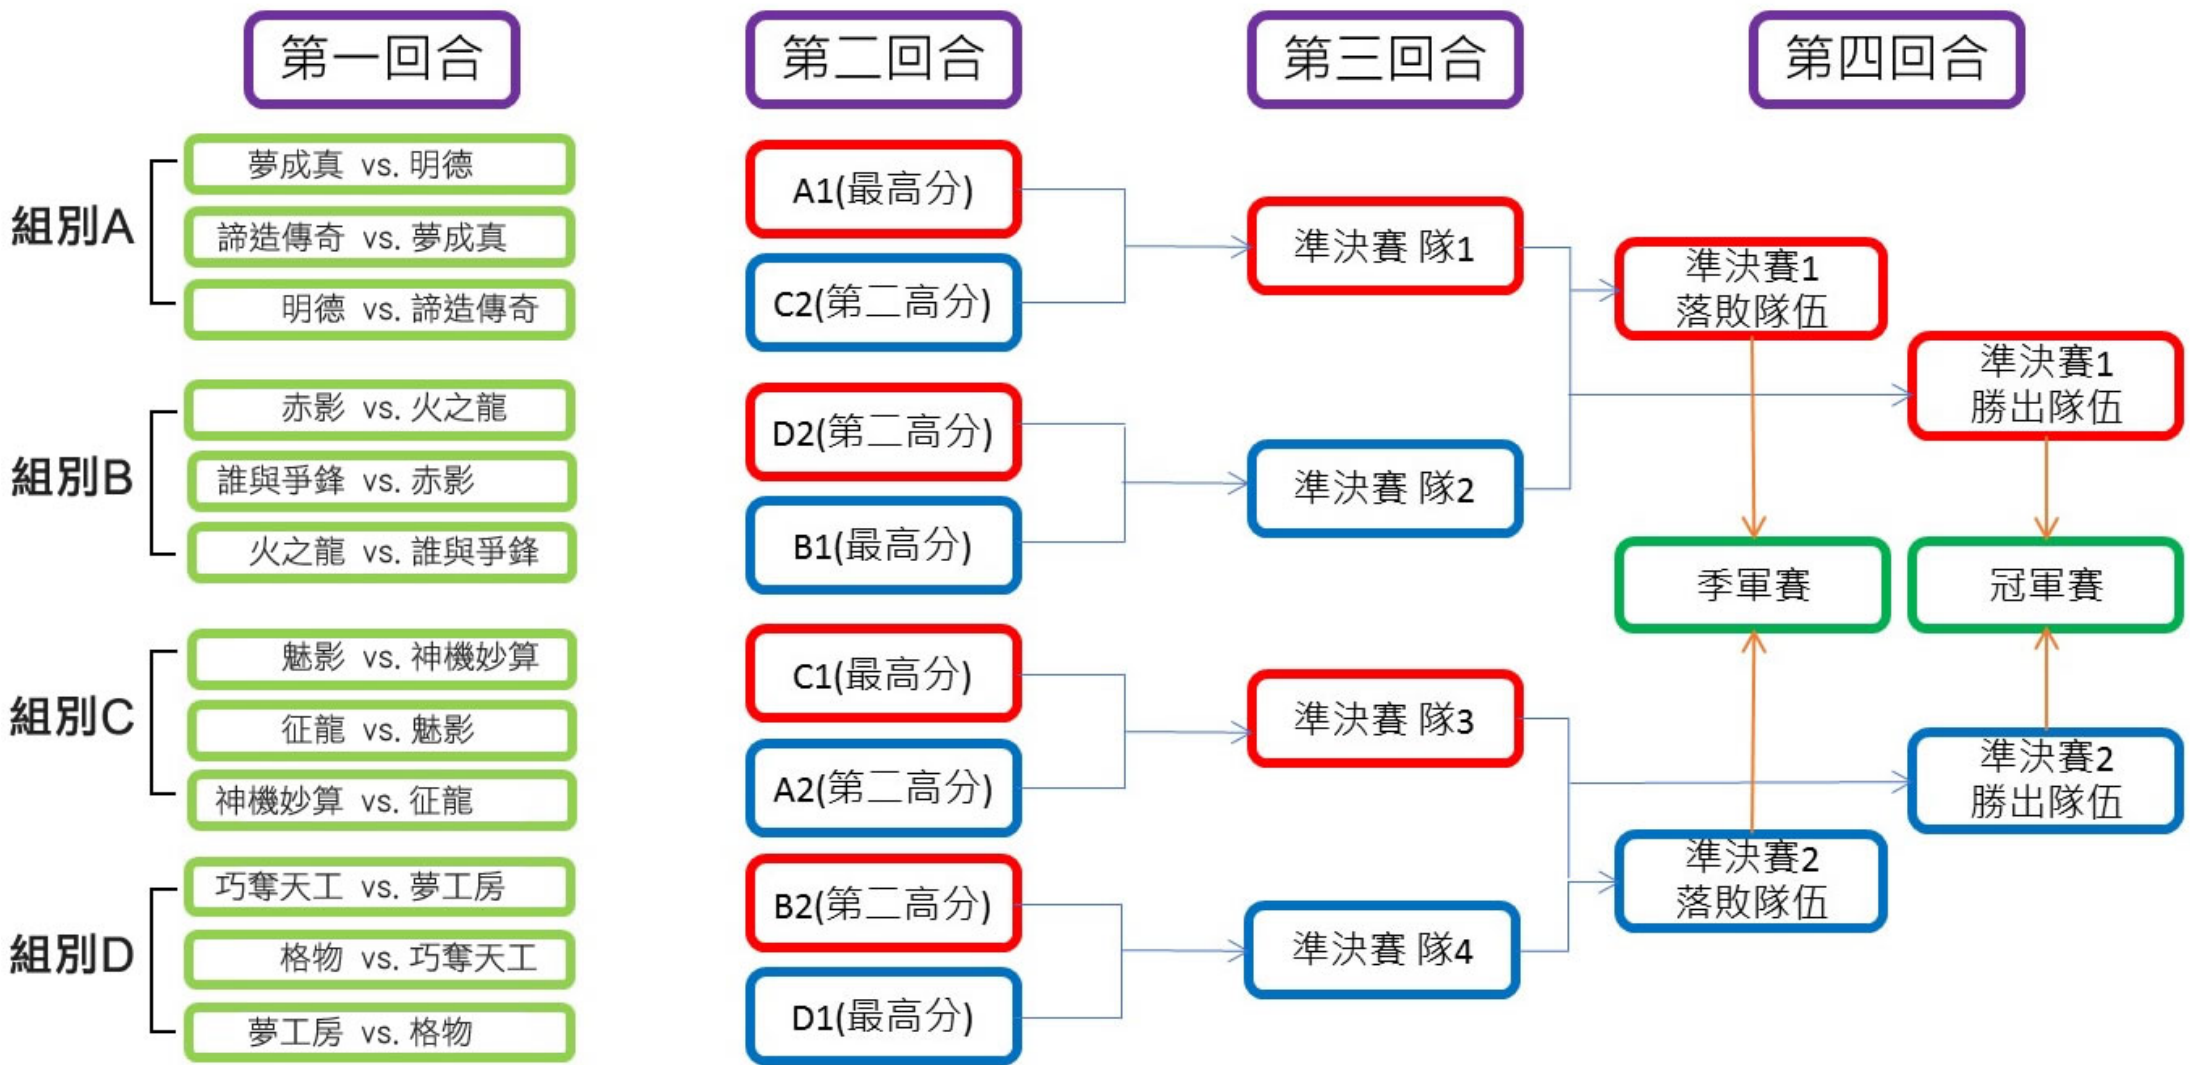 第一回合
第二回合
第三回合
第四回合
組別A
夢成真 vs. 明德
諦造傳奇 vs. 夢成真
明德 vs. 諦造傳奇
組別B
赤影 vs. 火之龍
誰與爭鋒 vs. 赤影
火之龍 vs. 誰與爭鋒
組別C
魅影 vs. 神機妙算
征龍 vs. 魅影
神機妙算 vs. 征龍
組別D
巧奪天工 vs. 夢工房
格物 vs. 巧奪天工
夢工房 vs. 格物
A1(最高分)
C2(第二高分)
D2(第二高分)
B1(最高分)
C1(最高分)
A2(第二高分)
B2(第二高分)
D1(最高分)
準決賽 隊1
準決賽 隊2
準決賽 隊3
準決賽 隊4
準決賽1
落敗隊伍
準決賽1
勝出隊伍
季軍賽
冠軍賽
準決賽2
勝出隊伍
準決賽2
落敗隊伍